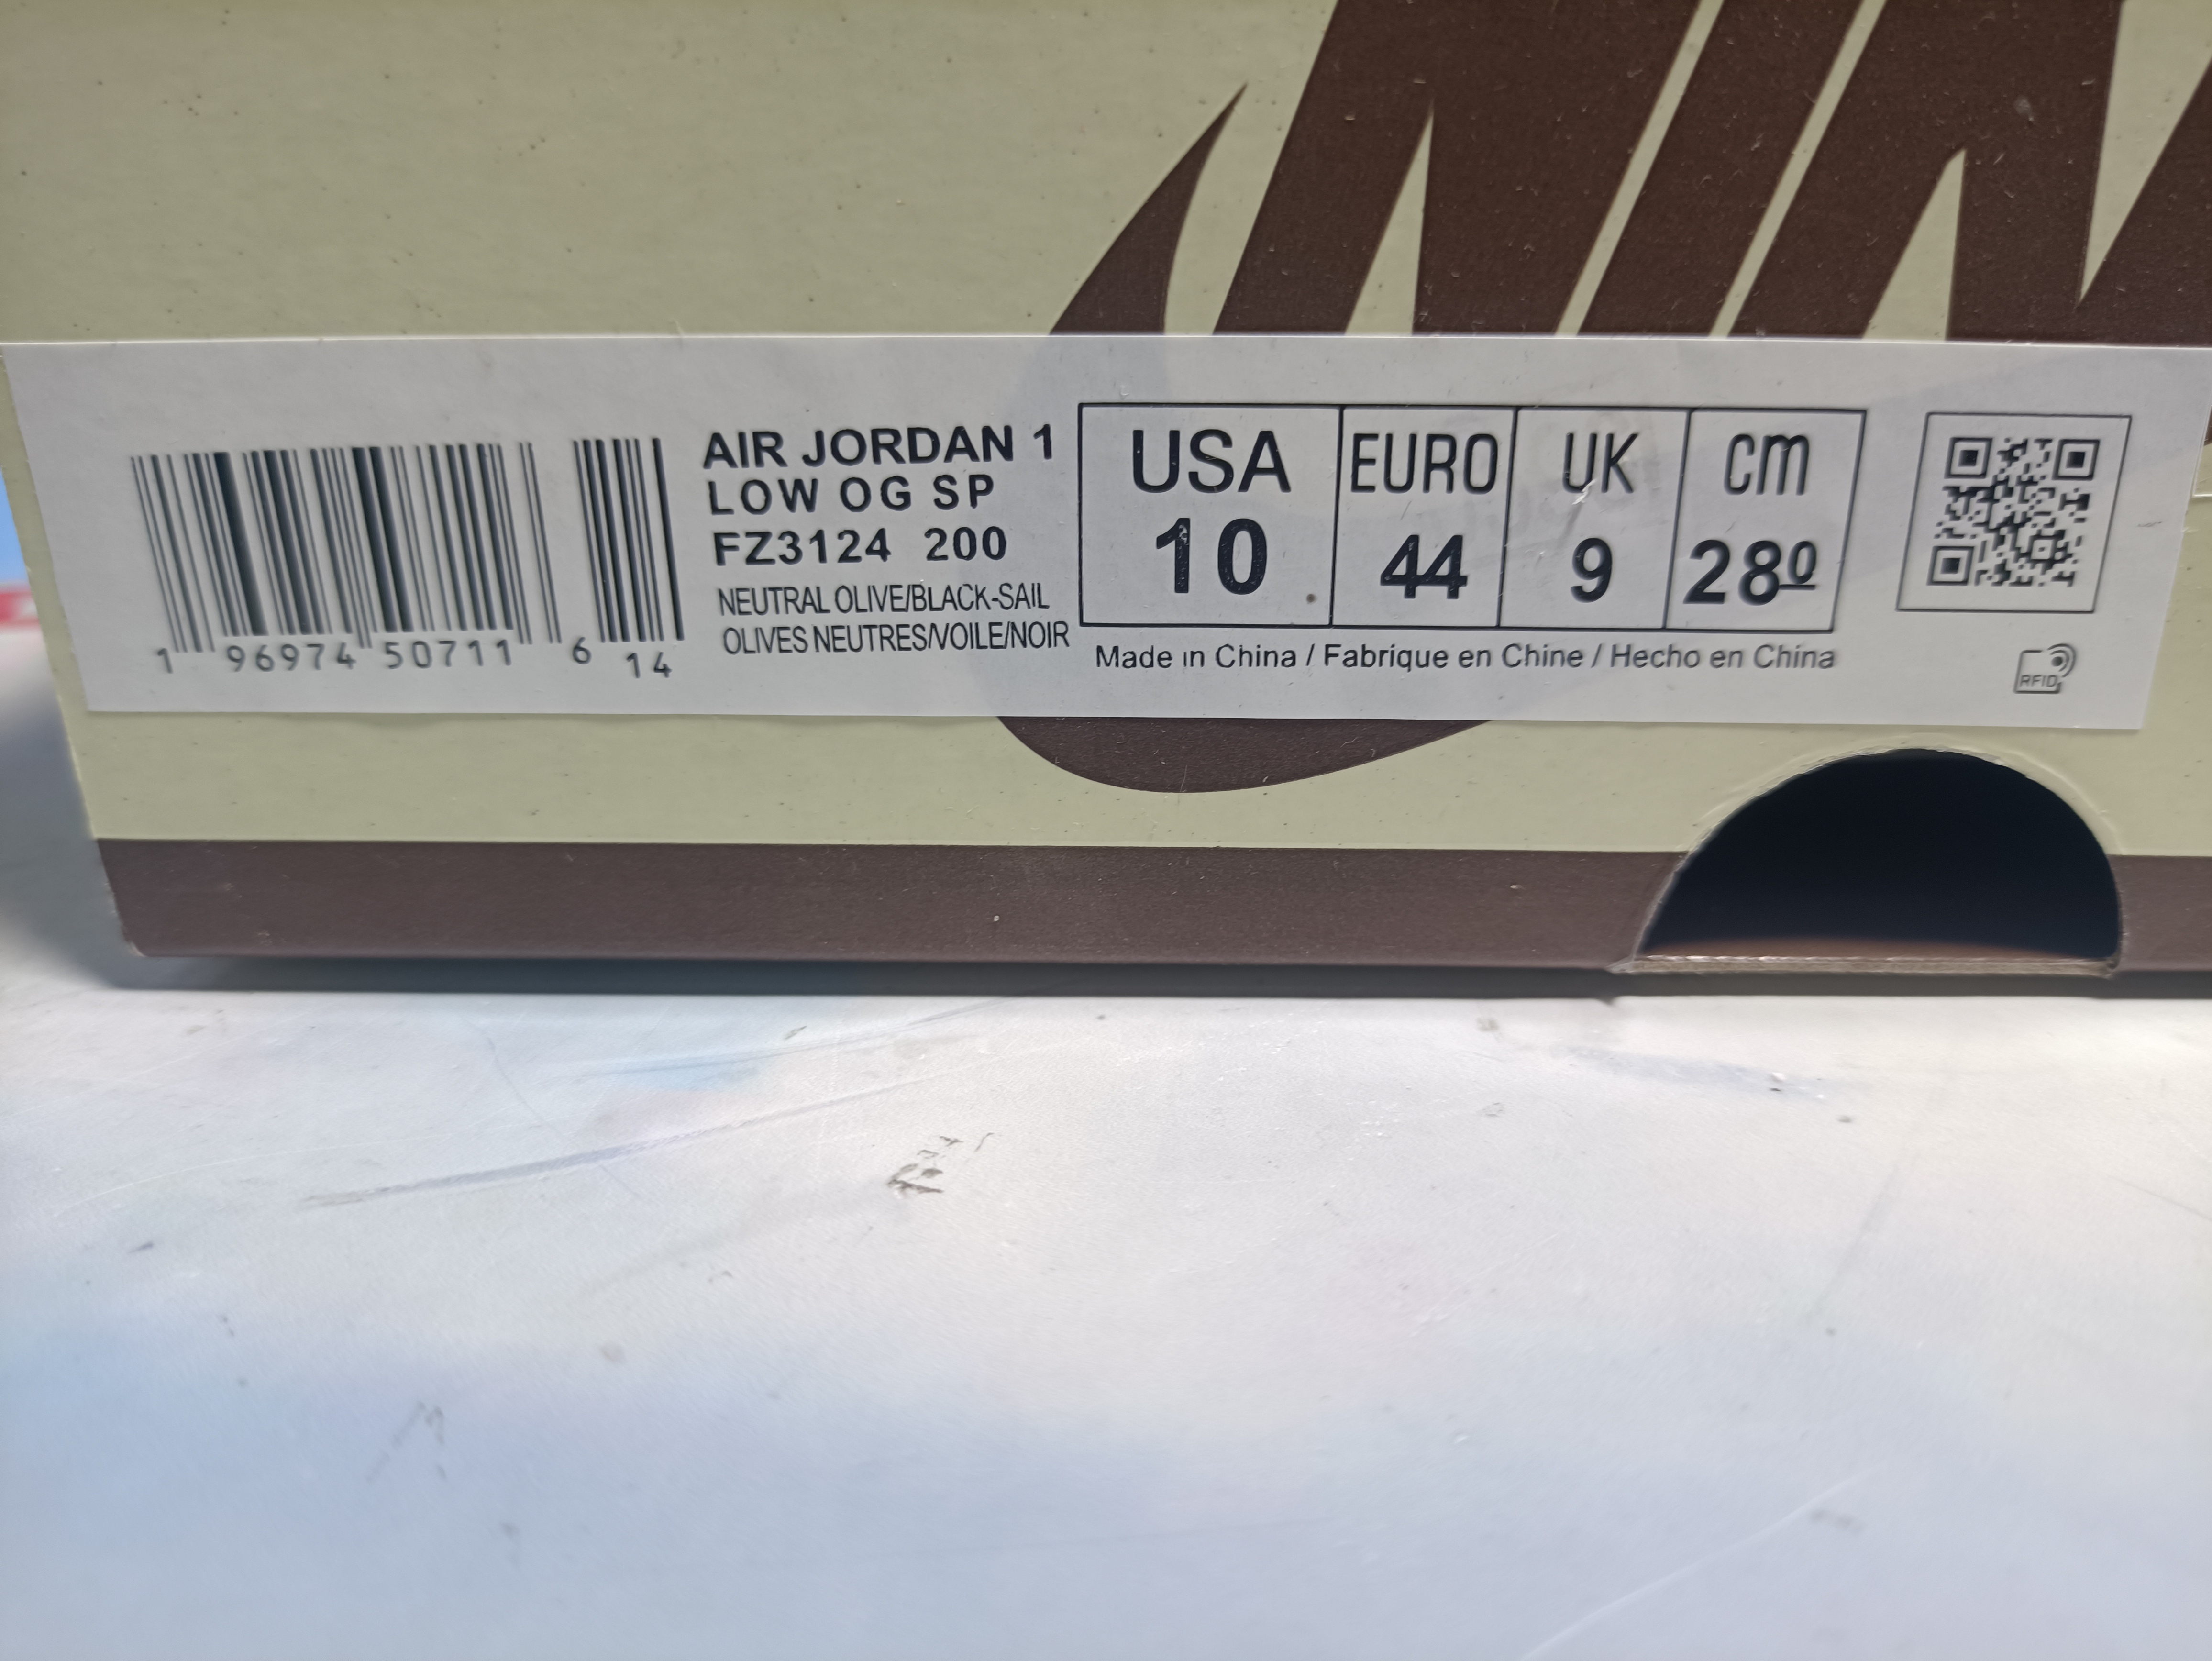 NIK
AIR JORDAN 1
LOW OG SP
FZ3124 200
NEUTRAL OLIVE/BLACK-SAIL
OLIVES NEUTRES/VOILE/NOIR
1 96974 50711 6 14
USA EURO UK CM
10 44 9 280
Made in China / Fabrique en Chine / Hecho en China
RFID